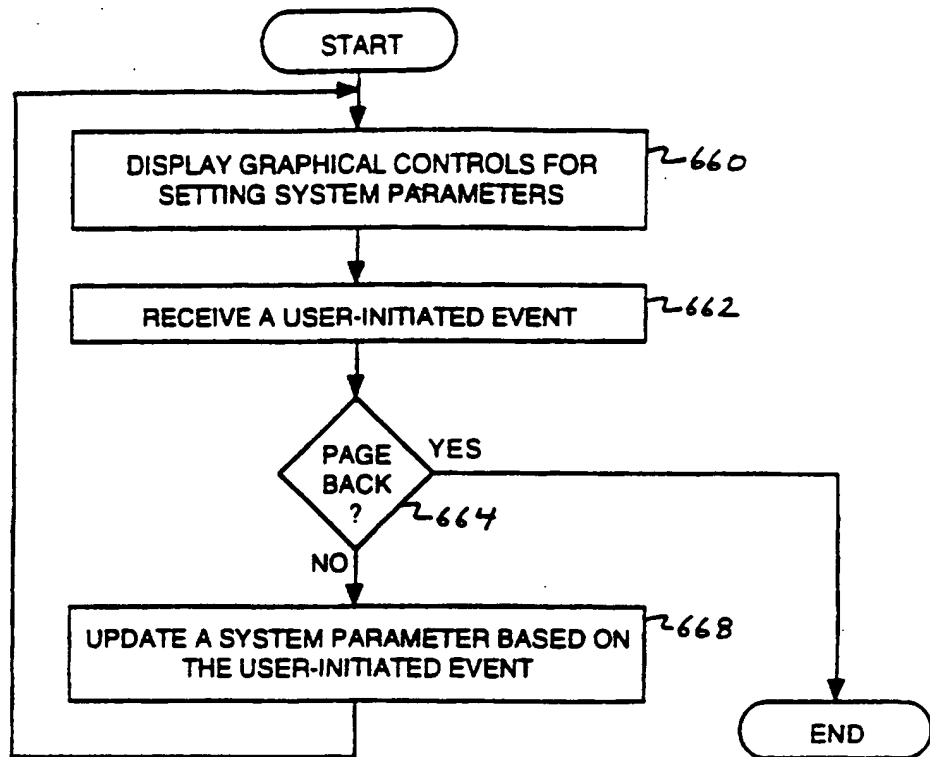 START
DISPLAY GRAPHICAL CONTROLS FOR
SETTING SYSTEM PARAMETERS
660
RECEIVE A USER-INITIATED EVENT
662
PAGE
BACK
?
YES
664
NO
UPDATE A SYSTEM PARAMETER BASED ON
THE USER-INITIATED EVENT
668
END